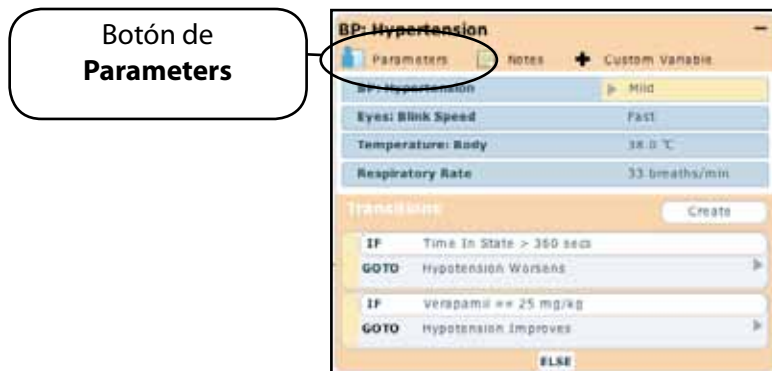 Botón de
Parameters
BP: Hypertension
Parameters Notes Custom Variable
BP: Hypertension Mild
Eyes: Blink Speed Fast
Temperature: Body 38.0 °C
Respiratory Rate 33 breaths/min
Transitions Create
IF Time In State > 360 secs
GOTO Hypotension Worsens
IF Verapamil == 25 mg/kg
GOTO Hypotension Improves
ELSE